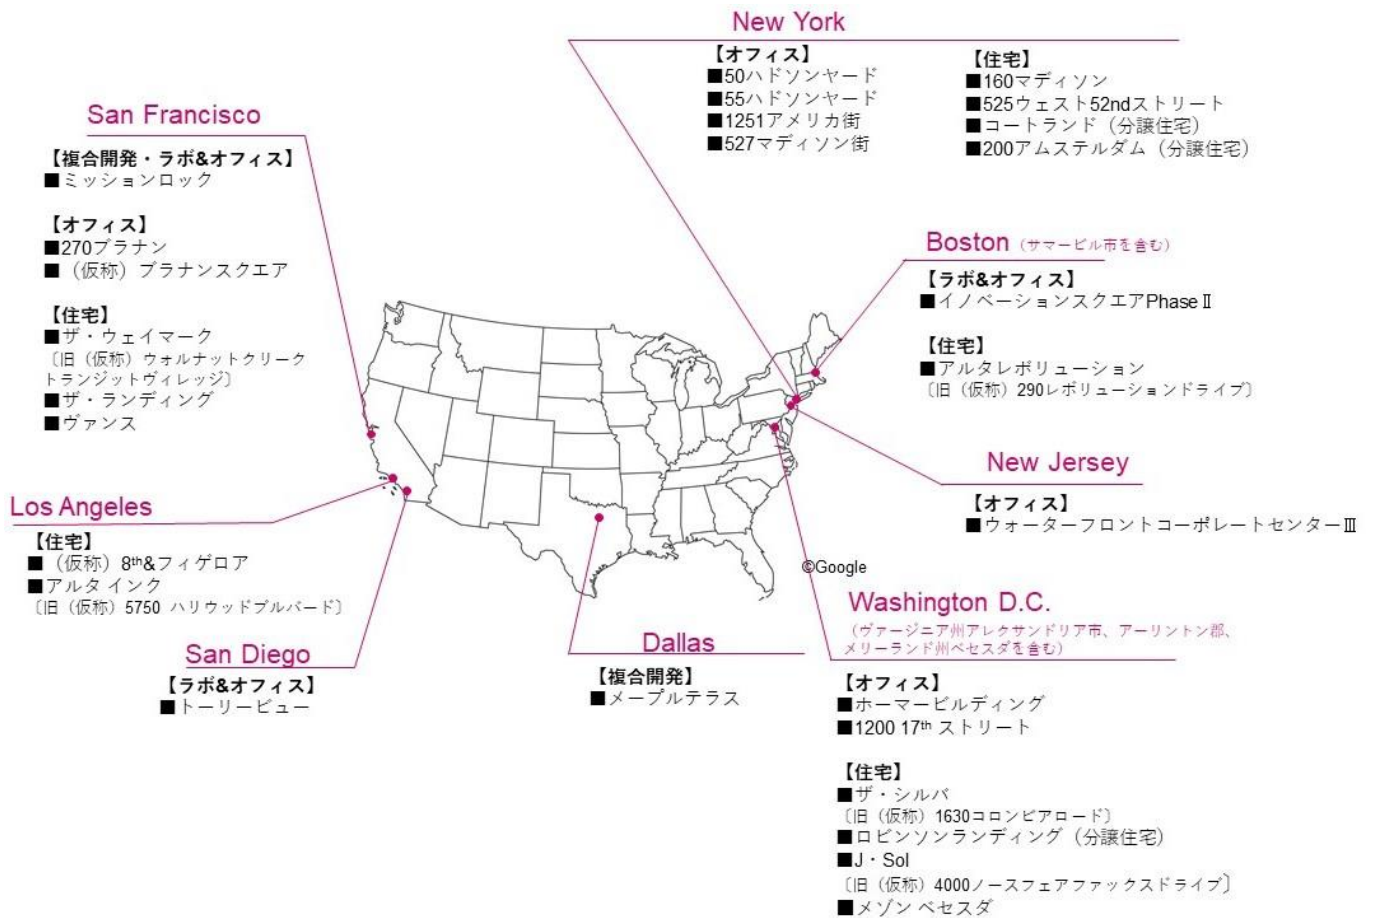 New York
【オフィス】
■50ハドソンヤード
■55ハドソンヤード
■1251アメリカ街
■527マディソン街
【住宅】
■160マディソン
■525ウェスト52ndストリート
■コートランド（分譲住宅）
■200アムステルダム（分譲住宅）
San Francisco
【複合開発・ラボ&オフィス】
■ミッションロック
【オフィス】
■270ブラナン
■（仮称）ブラナンスクエア
【住宅】
■ザ・ウェイマーク
〔旧（仮称）ウォルナットクリーク
トランジットヴィレッジ〕
■ザ・ランディング
■ヴァンス
Boston（サマービル市を含む）
【ラボ&オフィス】
■イノベーションスクエアPhaseⅡ
【住宅】
■アルタレボリューション
〔旧（仮称）290レボリューションドライブ〕
New Jersey
【オフィス】
■ウォーターフロントコーポレートセンターⅢ
Los Angeles
【住宅】
■（仮称）8th&フィゲロア
■アルタ インク
〔旧（仮称）5750 ハリウッドブルバード〕
San Diego
【ラボ&オフィス】
■トーリービュー
Dallas
【複合開発】
■メープルテラス
©Google
Washington D.C.
（ヴァージニア州アレクサンドリア市、アーリントン郡、
メリーランド州ベセスダを含む）
【オフィス】
■ホーマービルディング
■1200 17th ストリート
【住宅】
■ザ・シルバ
〔旧（仮称）1630コロンビアロード〕
■ロビンソンランディング（分譲住宅）
■J・Sol
〔旧（仮称）4000ノースフェアファックスドライブ〕
■メゾン ベセスダ